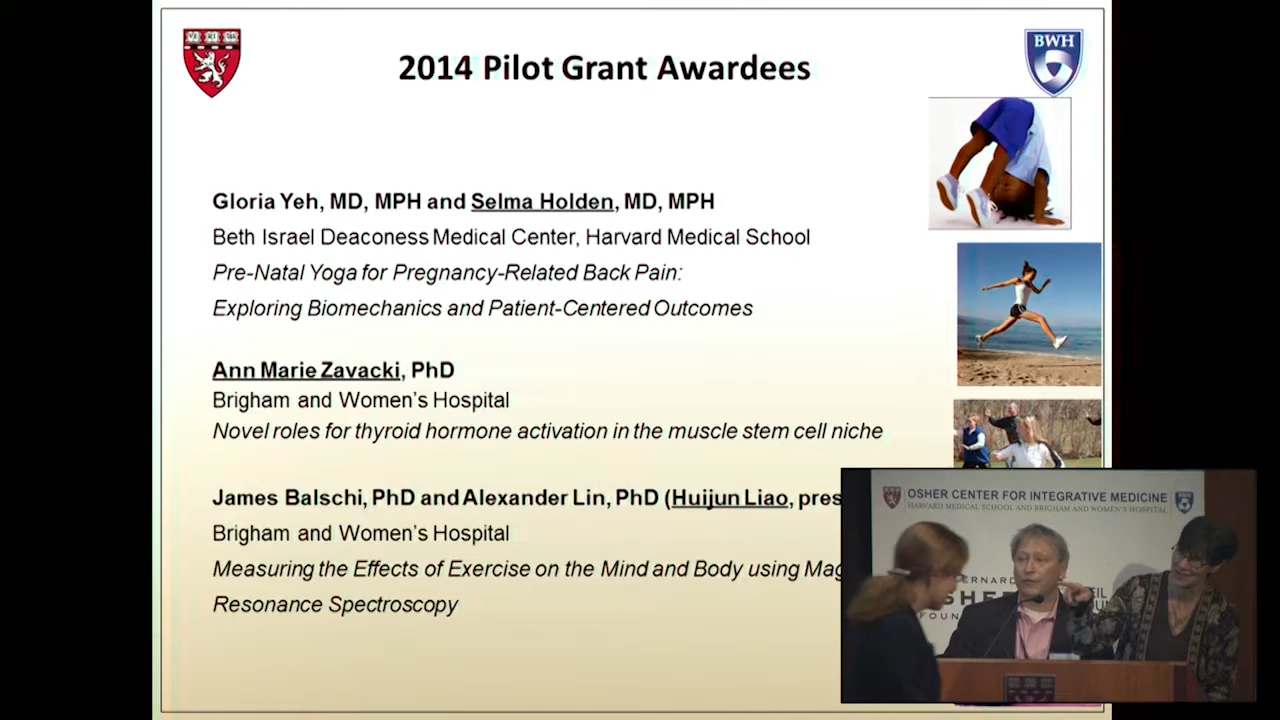 2014 Pilot Grant Awardees
BWH
Gloria Yeh, MD, MPH and Selma Holden, MD, MPH
Beth Israel Deaconess Medical Center, Harvard Medical School
Pre-Natal Yoga for Pregnancy-Related Back Pain:
Exploring Biomechanics and Patient-Centered Outcomes
Ann Marie Zavacki, PhD
Brigham and Women's Hospital
Novel roles for thyroid hormone activation in the muscle stem cell niche
James Balschi, PhD and Alexander Lin, PhD (Huijun Liao, pres
Brigham and Women's Hospital
Measuring the Effects of Exercise on the Mind and Body using Mag
Resonance Spectroscopy
OSHER CENTER FOR INTEGRATIVE MEDICINE
HARVARD MEDICAL SCHOOL AND BRIGHAM AND WOMEN'S HOSPITAL